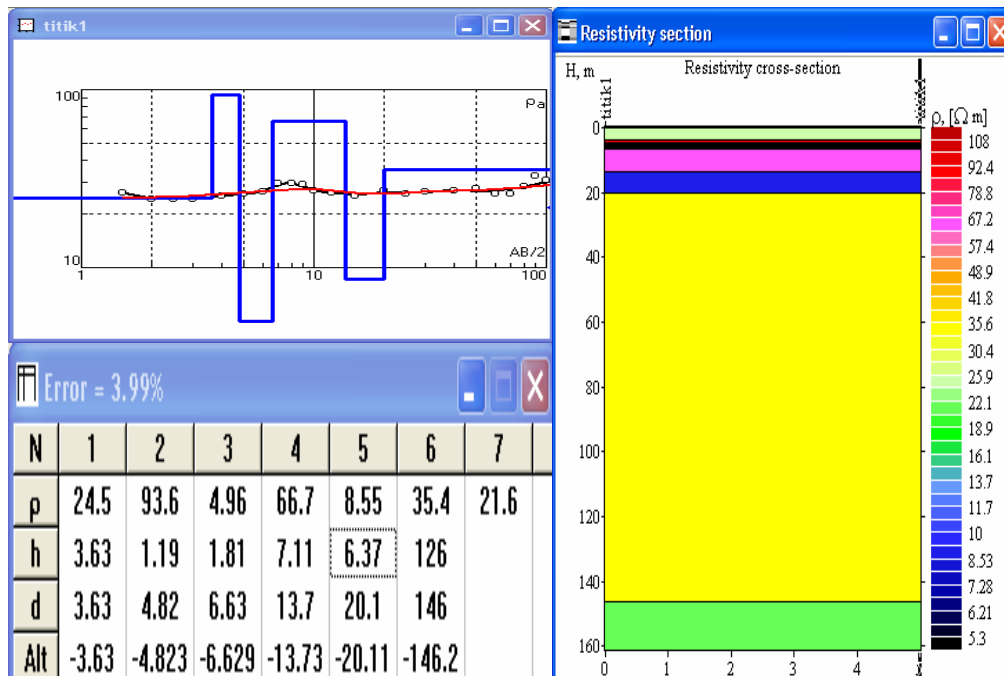 titik1
100
Pa
AB/2
10
1
10
100
Error = 3.99%
N 1 2 3 4 5 6 7
ρ 24.5 93.6 4.96 66.7 8.55 35.4 21.6
h 3.63 1.19 1.81 7.11 6.37 126
d 3.63 4.82 6.63 13.7 20.1 146
Alt -3.63 -4.823 -6.629 -13.73 -20.11 -146.2
Resistivity section
H, m
Resistivity cross-section
titik1
ρ, [Ω m]
0
20
40
60
80
100
120
140
160
0 1 2 3 4
108
92.4
78.8
67.2
57.4
48.9
41.8
35.6
30.4
25.9
22.1
18.9
16.1
13.7
11.7
10
8.53
7.28
6.21
5.3